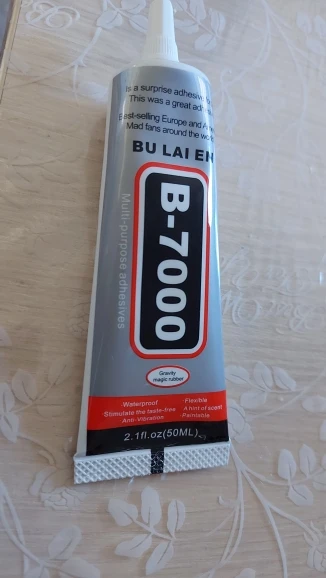 is a surprise adhesive
This was a great
Best-selling Europe and
Mad fans around the
BU LAI EN
B-7000
Multi-purpose adhesives
Gravity
magic rubber
Waterproof
Stimulate the taste-free
Anti-Vibration
·Flexible
A hint of scent
·Paintable
2.1fl.oz(50ML)